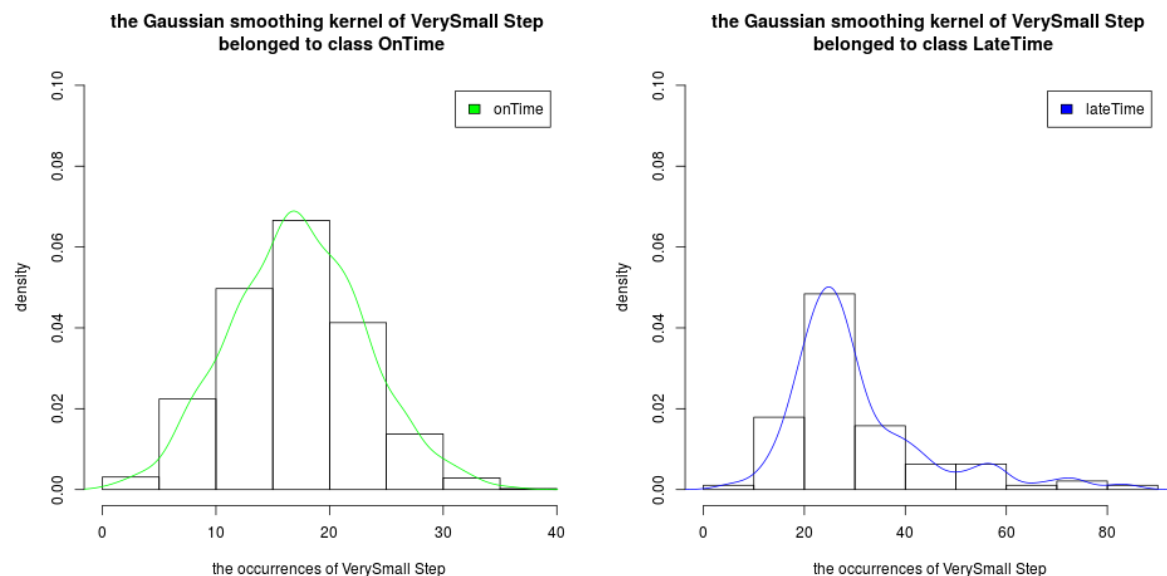 the Gaussian smoothing kernel of VerySmall Step
belonged to class OnTime
onTime
0.10
0.08
0.06
0.04
0.02
0.00
density
0 10 20 30 40
the occurrences of VerySmall Step
the Gaussian smoothing kernel of VerySmall Step
belonged to class LateTime
lateTime
0.10
0.08
0.06
0.04
0.02
0.00
density
0 20 40 60 80
the occurrences of VerySmall Step